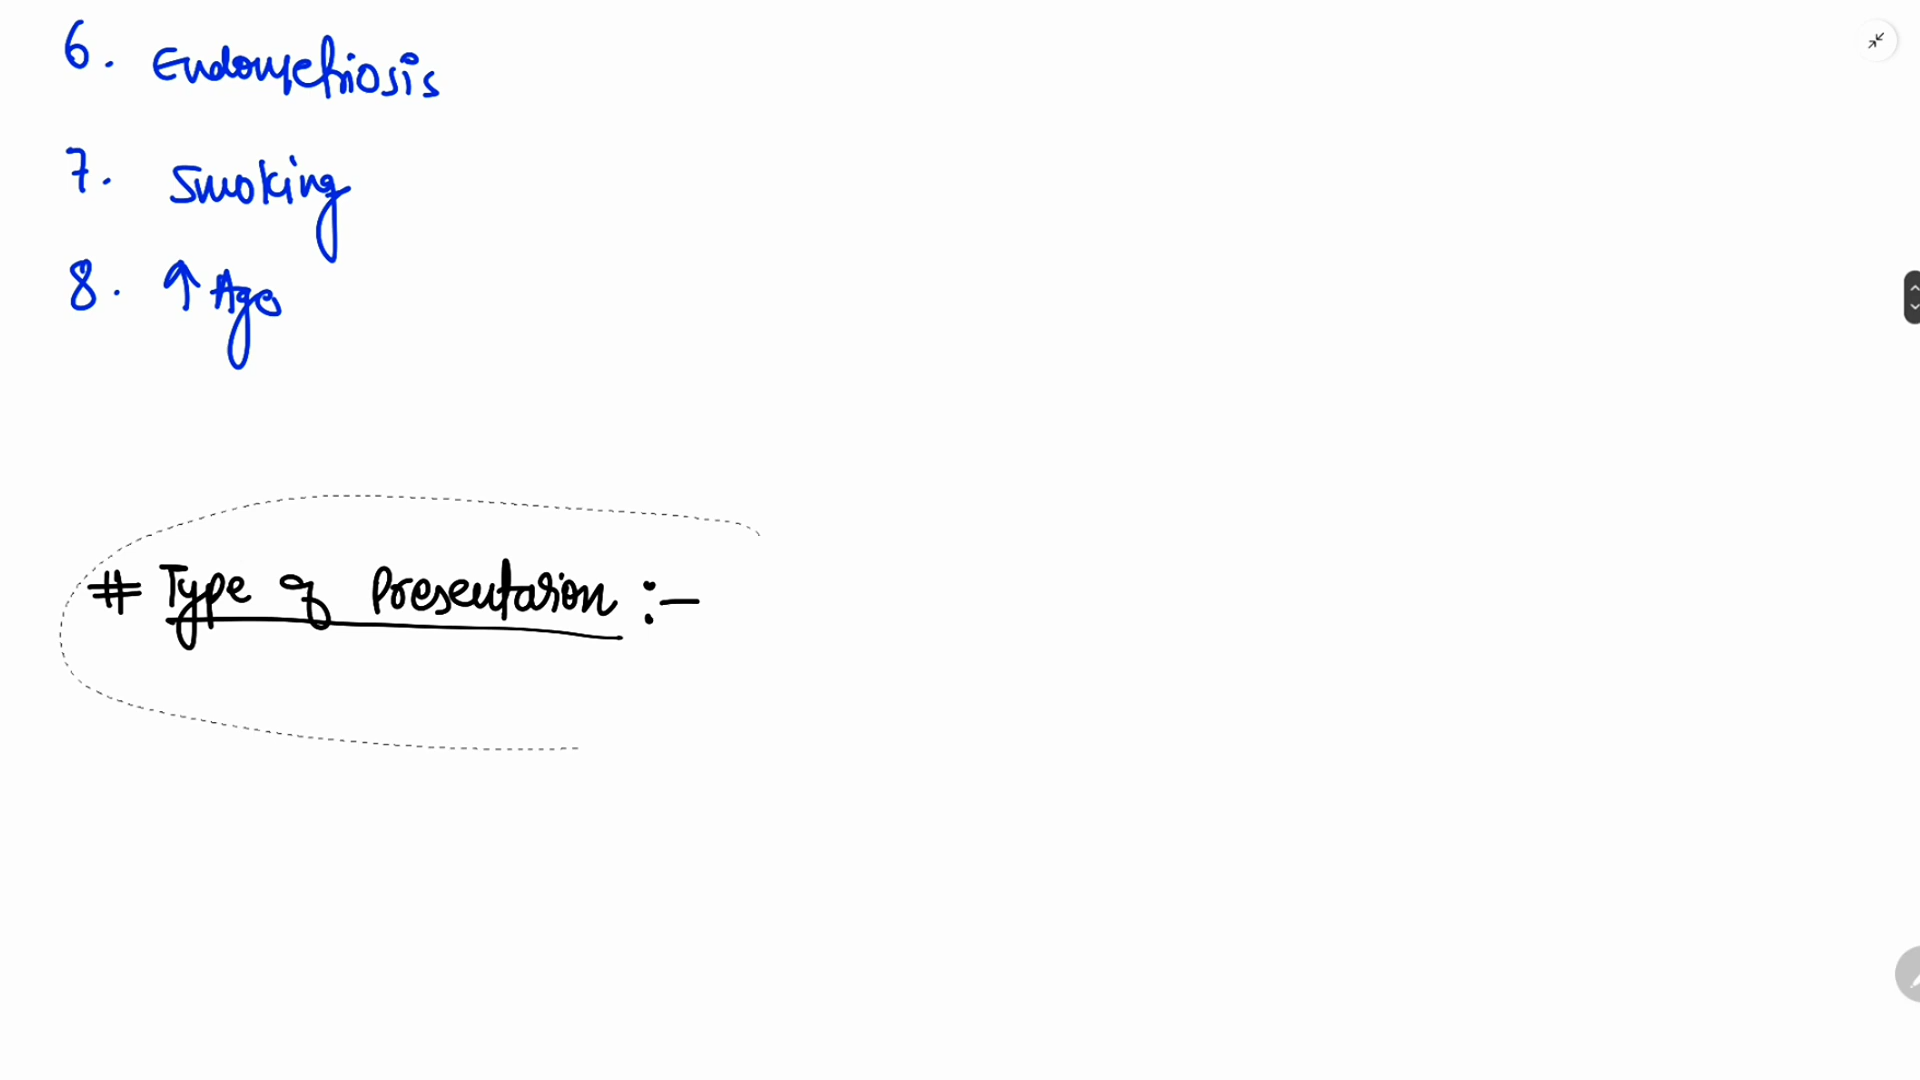 6. Endometriosis
7. Smoking
8. ↑ Age
# Type of Presentation :-